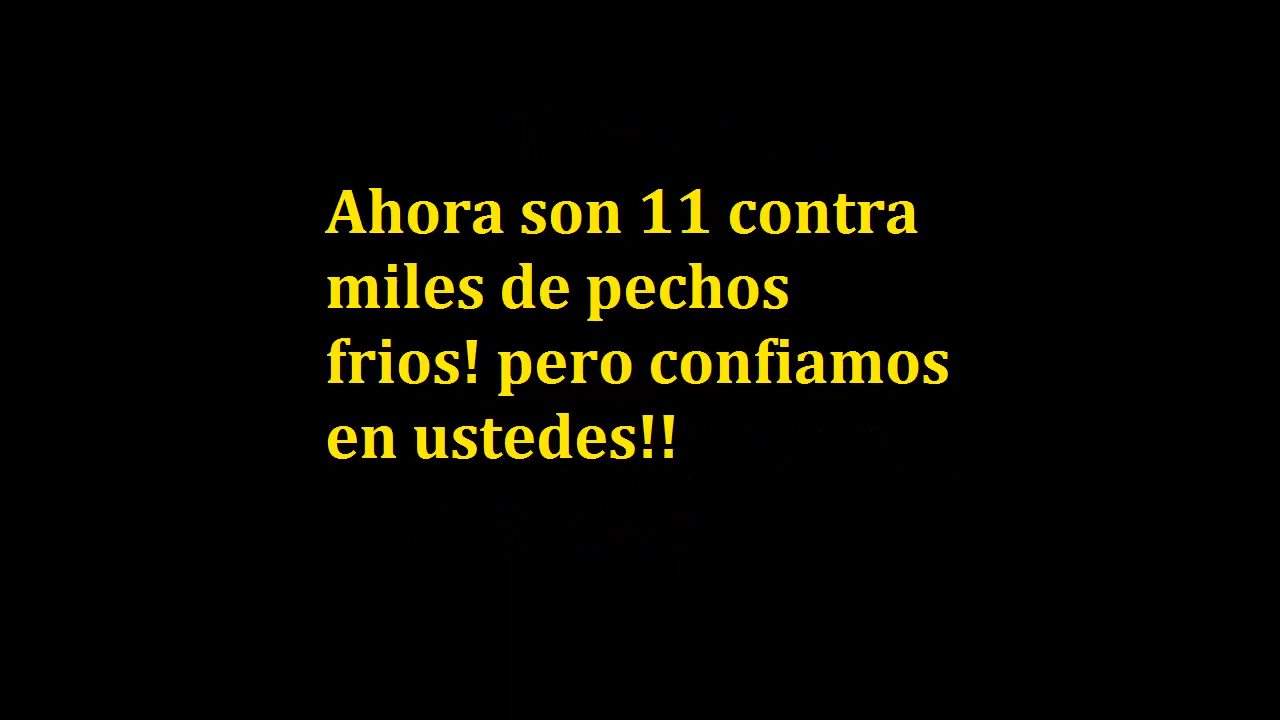 Ahora son 11 contra
miles de pechos
frios! pero confiamos
en ustedes!!